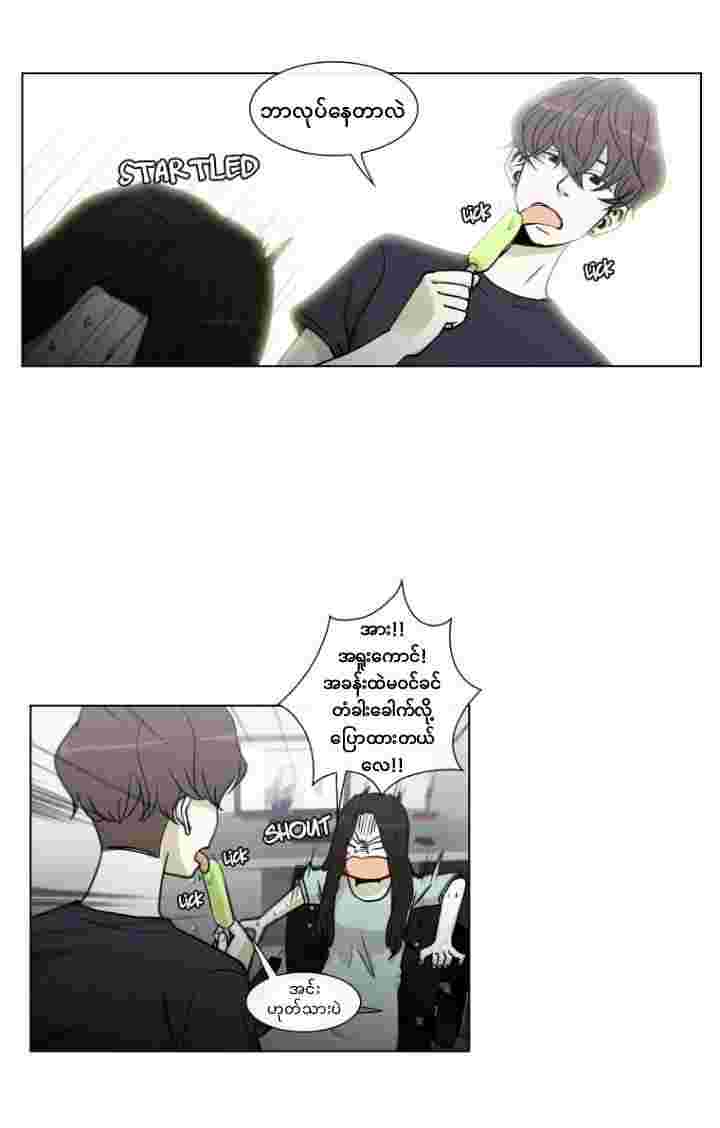 ဘာလုပ်နေတာလဲ
STARTLED
LICK
LICK
အား!!
အရူးကောင်!
အခန်းထဲမဝင်ခင်
တံခါးခေါက်လို့
ပြောထားတယ်
လေ!!
SHOUT
LICK
LICK
အင်း
ဟုတ်သားပဲ